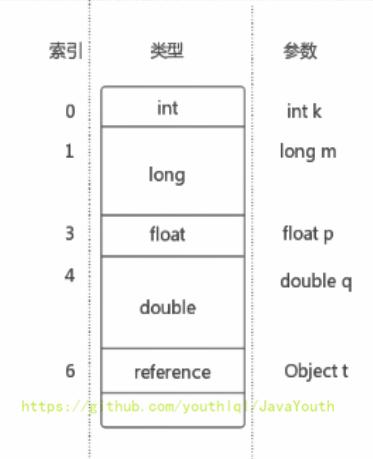 索引 类型 参数
0 int int k
1 long long m
3 float float p
4 double double q
6 reference Object t
https://github.com/youthlql/JavaYouth